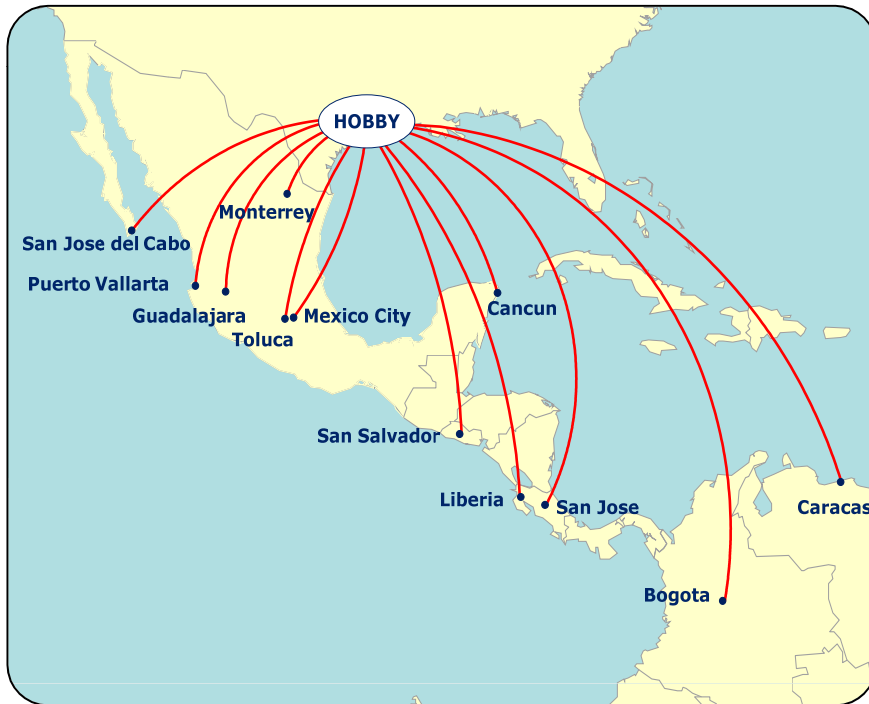 HOBBY
Monterrey
San Jose del Cabo
Puerto Vallarta
Guadalajara
Mexico City
Toluca
Cancun
San Salvador
Liberia
San Jose
Caracas
Bogota